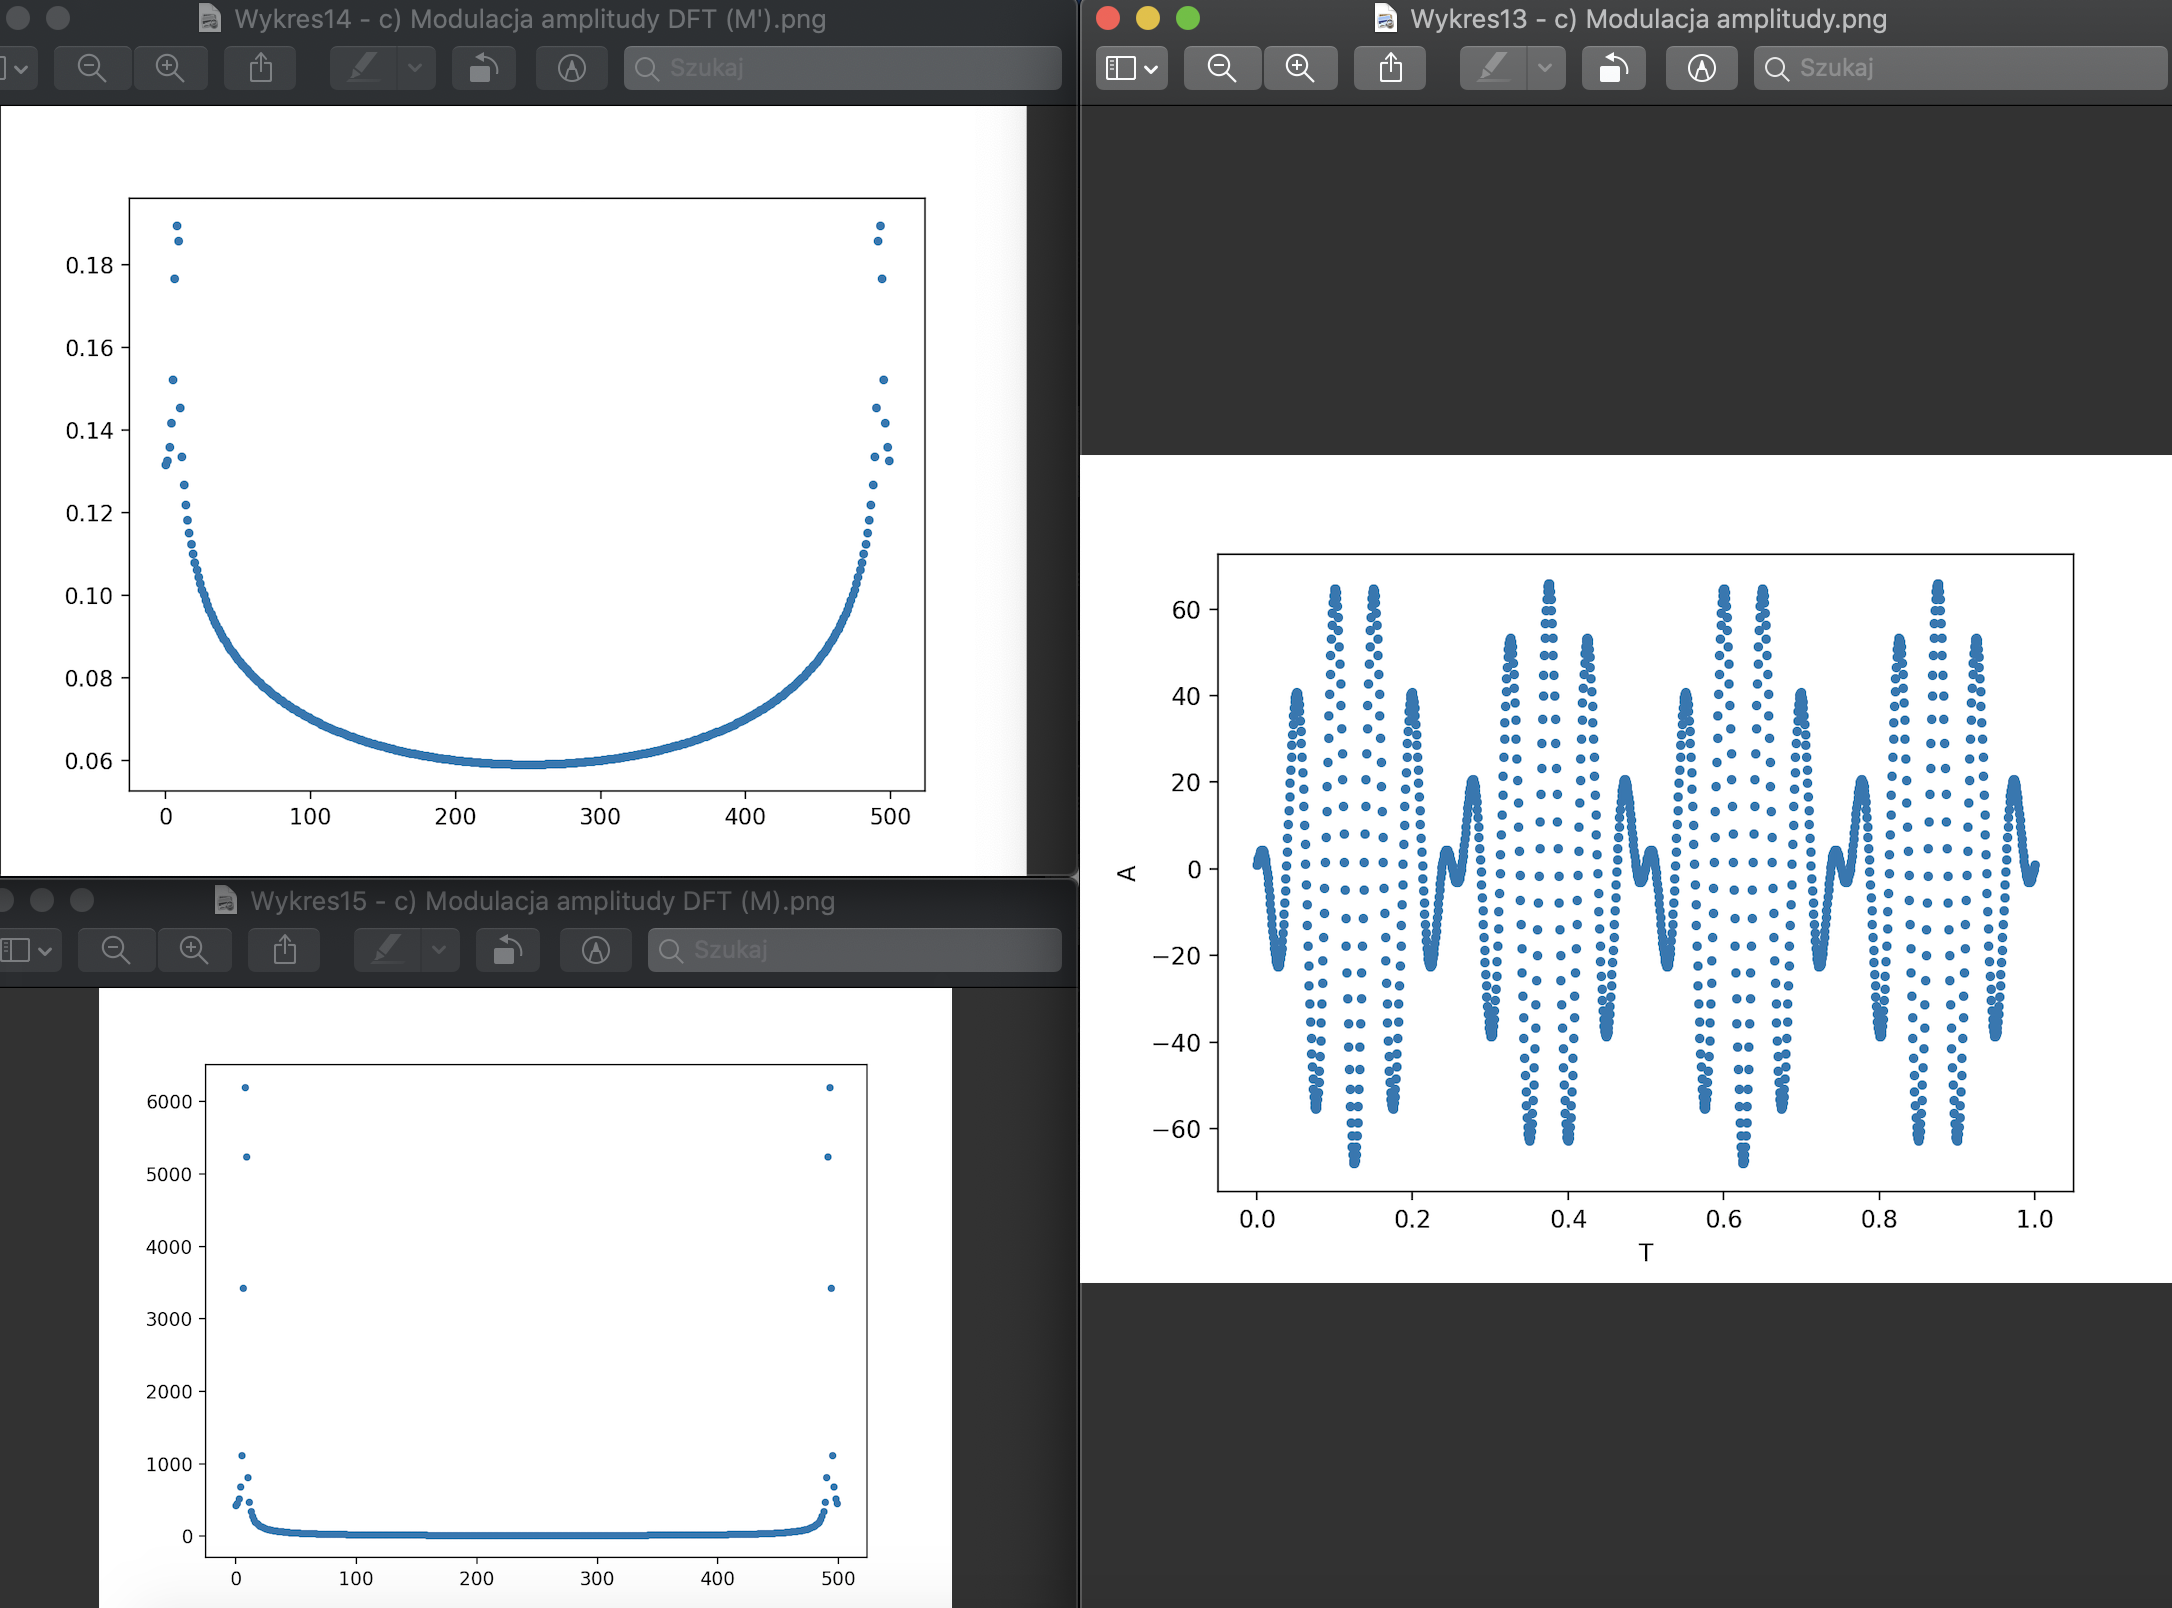 Wykres14 - c) Modulacja amplitudy DFT (M').png
Szukaj
0.18
0.16
0.14
0.12
0.10
0.08
0.06
0 100 200 300 400 500
Wykres15 - c) Modulacja amplitudy DFT (M).png
Szukaj
6000
5000
4000
3000
2000
1000
0
0 100 200 300 400 500
Wykres13 - c) Modulacja amplitudy.png
Szukaj
60
40
20
0
−20
−40
−60
A
0.0 0.2 0.4 0.6 0.8 1.0
T